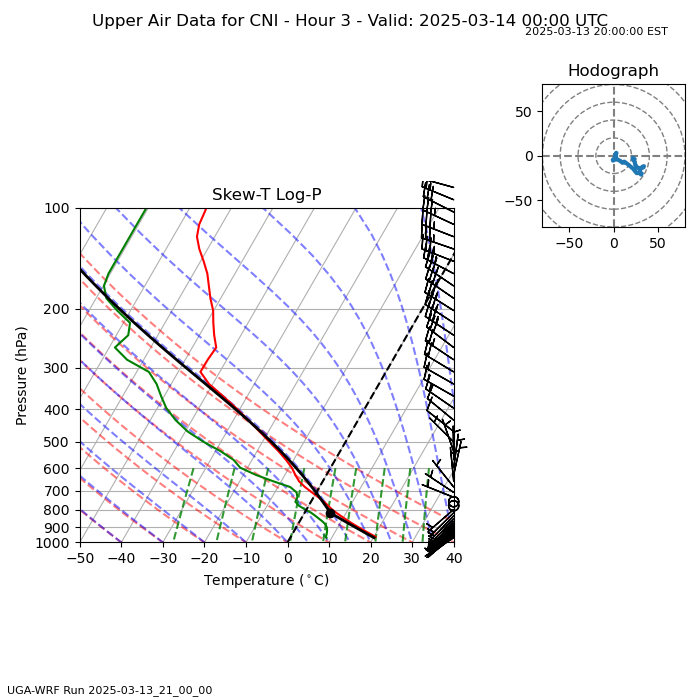 Upper Air Data for CNI - Hour 3 - Valid: 2025-03-14 00:00 UTC
2025-03-13 20:00:00 EST
Hodograph
50
0
−50
−50 0 50
Skew-T Log-P
100
200
300
400
500
600
700
800
900
1000
Pressure (hPa)
−50 −40 −30 −20 −10 0 10 20 30 40
Temperature (°C)
UGA-WRF Run 2025-03-13_21_00_00